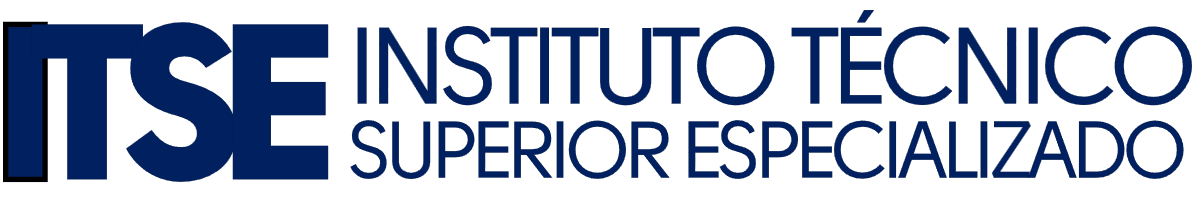 ITSE
INSTITUTO TÉCNICO
SUPERIOR ESPECIALIZADO